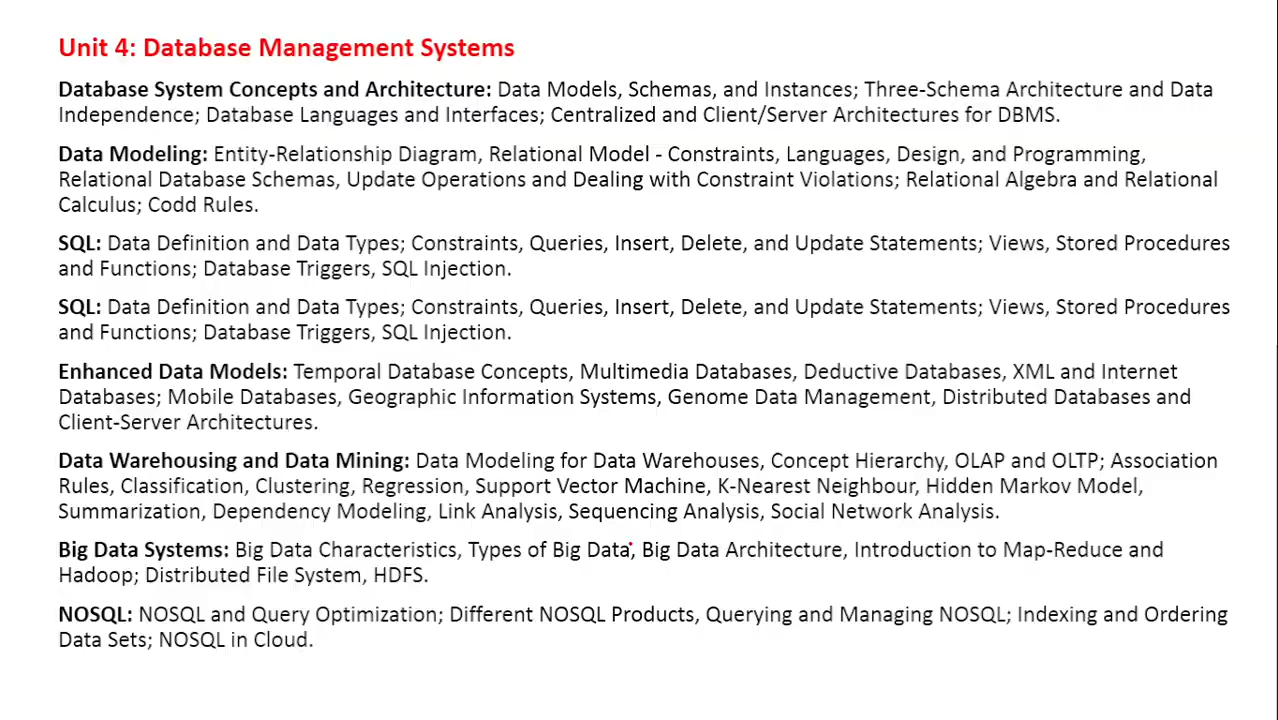 Unit 4: Database Management Systems
Database System Concepts and Architecture: Data Models, Schemas, and Instances; Three-Schema Architecture and Data
Independence; Database Languages and Interfaces; Centralized and Client/Server Architectures for DBMS.
Data Modeling: Entity-Relationship Diagram, Relational Model - Constraints, Languages, Design, and Programming,
Relational Database Schemas, Update Operations and Dealing with Constraint Violations; Relational Algebra and Relational
Calculus; Codd Rules.
SQL: Data Definition and Data Types; Constraints, Queries, Insert, Delete, and Update Statements; Views, Stored Procedures
and Functions; Database Triggers, SQL Injection.
SQL: Data Definition and Data Types; Constraints, Queries, Insert, Delete, and Update Statements; Views, Stored Procedures
and Functions; Database Triggers, SQL Injection.
Enhanced Data Models: Temporal Database Concepts, Multimedia Databases, Deductive Databases, XML and Internet
Databases; Mobile Databases, Geographic Information Systems, Genome Data Management, Distributed Databases and
Client-Server Architectures.
Data Warehousing and Data Mining: Data Modeling for Data Warehouses, Concept Hierarchy, OLAP and OLTP; Association
Rules, Classification, Clustering, Regression, Support Vector Machine, K-Nearest Neighbour, Hidden Markov Model,
Summarization, Dependency Modeling, Link Analysis, Sequencing Analysis, Social Network Analysis.
Big Data Systems: Big Data Characteristics, Types of Big Data, Big Data Architecture, Introduction to Map-Reduce and
Hadoop; Distributed File System, HDFS.
NOSQL: NOSQL and Query Optimization; Different NOSQL Products, Querying and Managing NOSQL; Indexing and Ordering
Data Sets; NOSQL in Cloud.